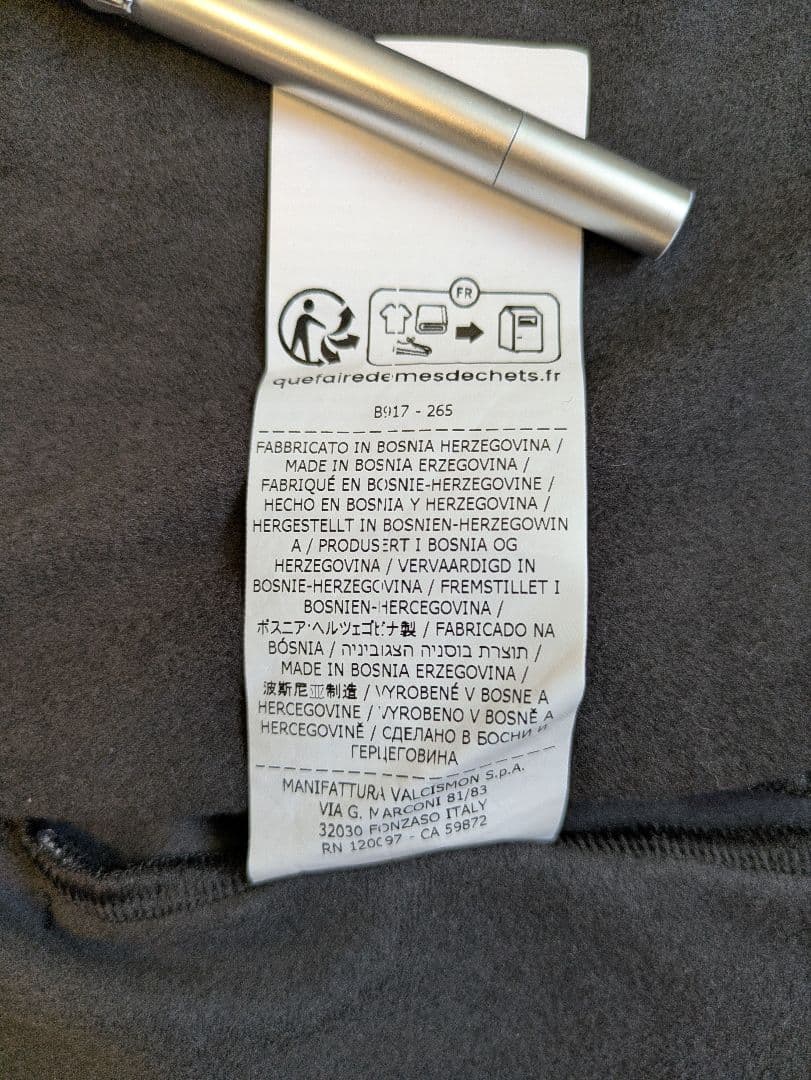 FR
quefairedemesdechets.fr
B917 - 265
FABBRICATO IN BOSNIA HERZEGOVINA /
MADE IN BOSNIA ERZEGOVINA /
FABRIQUÉ EN BOSNIE-HERZEGOVINE /
HECHO EN BOSNIA Y HERZEGOVINA /
HERGESTELLT IN BOSNIEN-HERZEGOWIN
A / PRODUSERT I BOSNIA OG
HERZEGOVINA / VERVAARDIGD IN
BOSNIE-HERZEGOVINA / FREMSTILLET I
BOSNIEN-HERCEGOVINA /
ボスニア·ヘルツェゴビナ製 / FABRICADO NA
BÓSNIA / תוצרת בוסניה הצגוביניה /
MADE IN BOSNIA ERZEGOVINA /
波斯尼亚制造 / VYROBENÉ V BOSNE A
HERCEGOVINE / VYROBENO V BOSNĚ A
HERCEGOVINĚ / СДЕЛАНО В БОСНИИ И
ГЕРЦЕГОВИНА
MANIFATTURA VALCISMON S.p.A.
VIA G. MARCONI 81/83
32030 FONZASO ITALY
RN 120097 - CA 59872